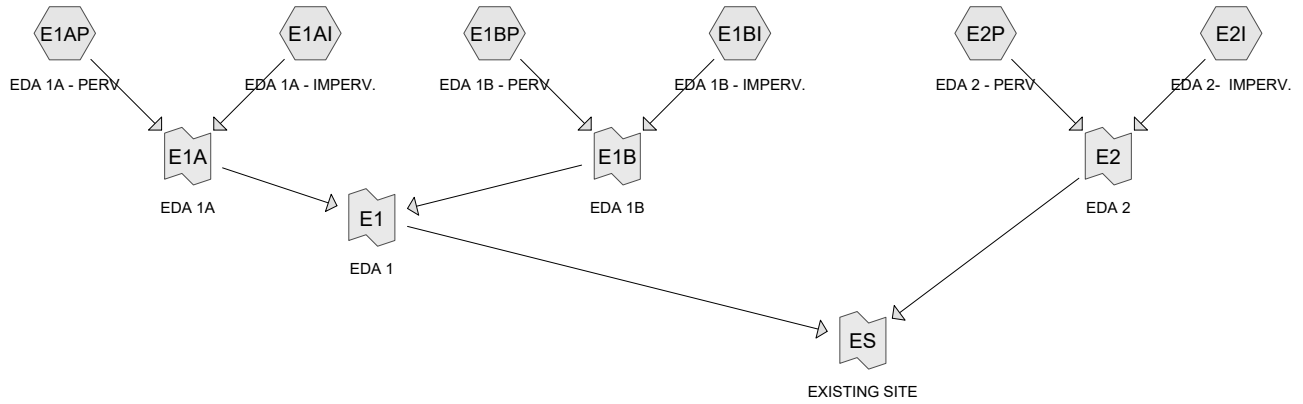 E1AP
E1AI
E1BP
E1BI
E2P
E2I
EDA 1A - PERV
EDA 1A - IMPERV.
EDA 1B - PERV
EDA 1B - IMPERV.
EDA 2 - PERV
EDA 2-  IMPERV.
E1A
E1B
E2
EDA 1A
EDA 1B
EDA 2
E1
EDA 1
ES
EXISTING SITE